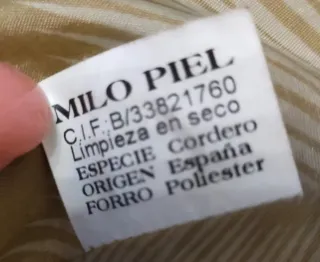 MILO PIEL
C.I.F: B/33821760
Limpieza en seco
ESPECIE Cordero
ORIGEN España
FORRO Poliester